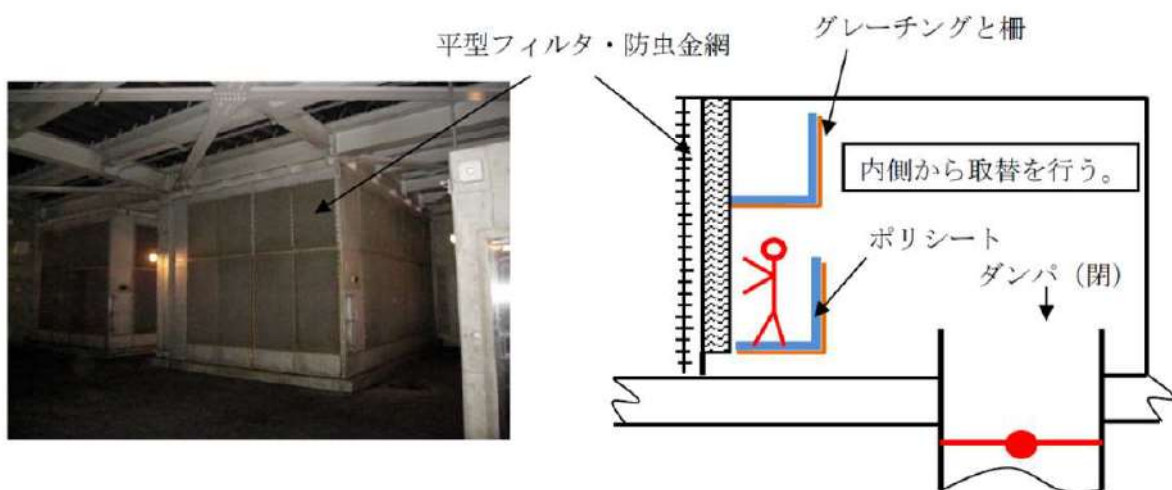 グレーチングと柵
平型フィルタ・防虫金網
内側から取替を行う。
ポリシート
ダンパ（閉）